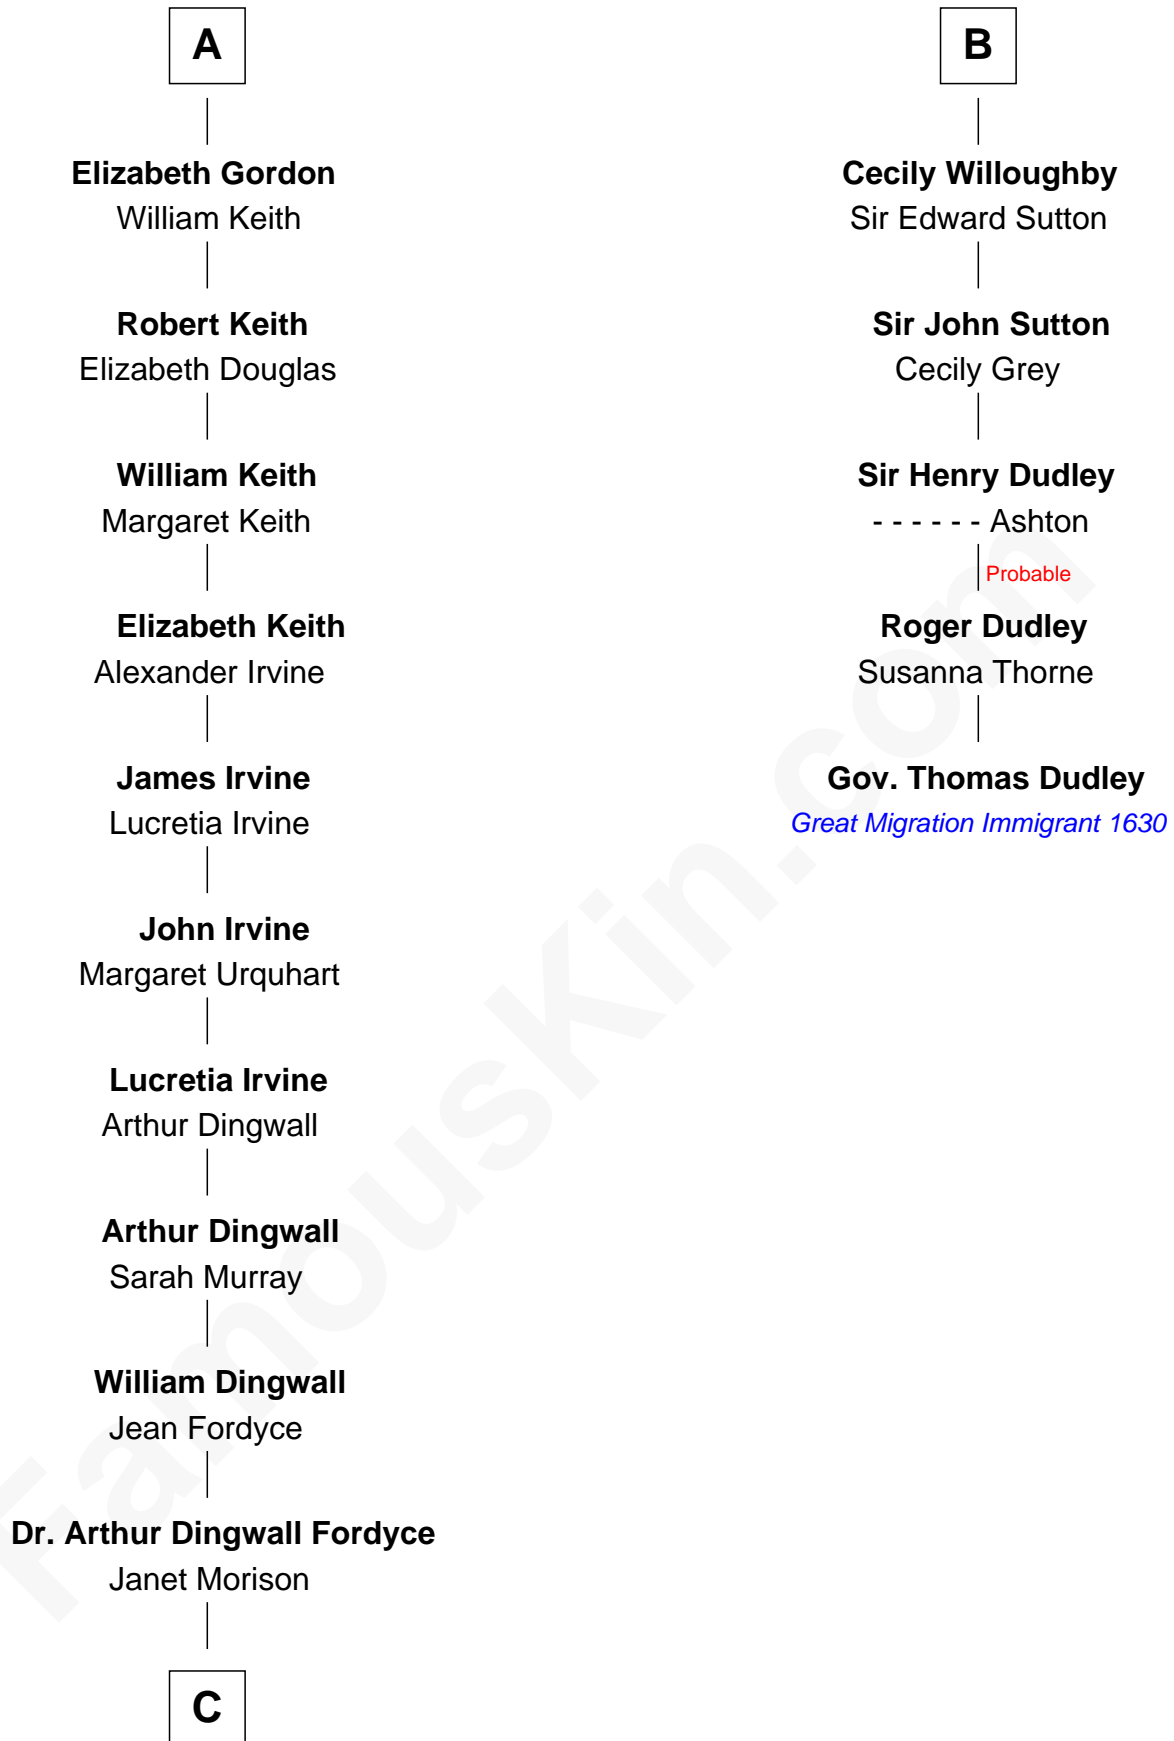 A
Elizabeth Gordon
William Keith
Robert Keith
Elizabeth Douglas
William Keith
Margaret Keith
Elizabeth Keith
Alexander Irvine
James Irvine
Lucretia Irvine
John Irvine
Margaret Urquhart
Lucretia Irvine
Arthur Dingwall
Arthur Dingwall
Sarah Murray
William Dingwall
Jean Fordyce
Dr. Arthur Dingwall Fordyce
Janet Morison
C
B
Cecily Willoughby
Sir Edward Sutton
Sir John Sutton
Cecily Grey
Sir Henry Dudley
- - - - - - Ashton
Probable
Roger Dudley
Susanna Thorne
Gov. Thomas Dudley
Great Migration Immigrant 1630
FamousKin.com